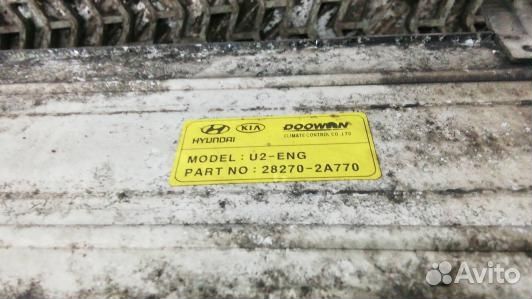 HYUNDAI
KIA
DOOWON
CLIMATE CONTROL CO.,LTD
MODEL : U2-ENG
PART NO : 28270-2A770
Avito